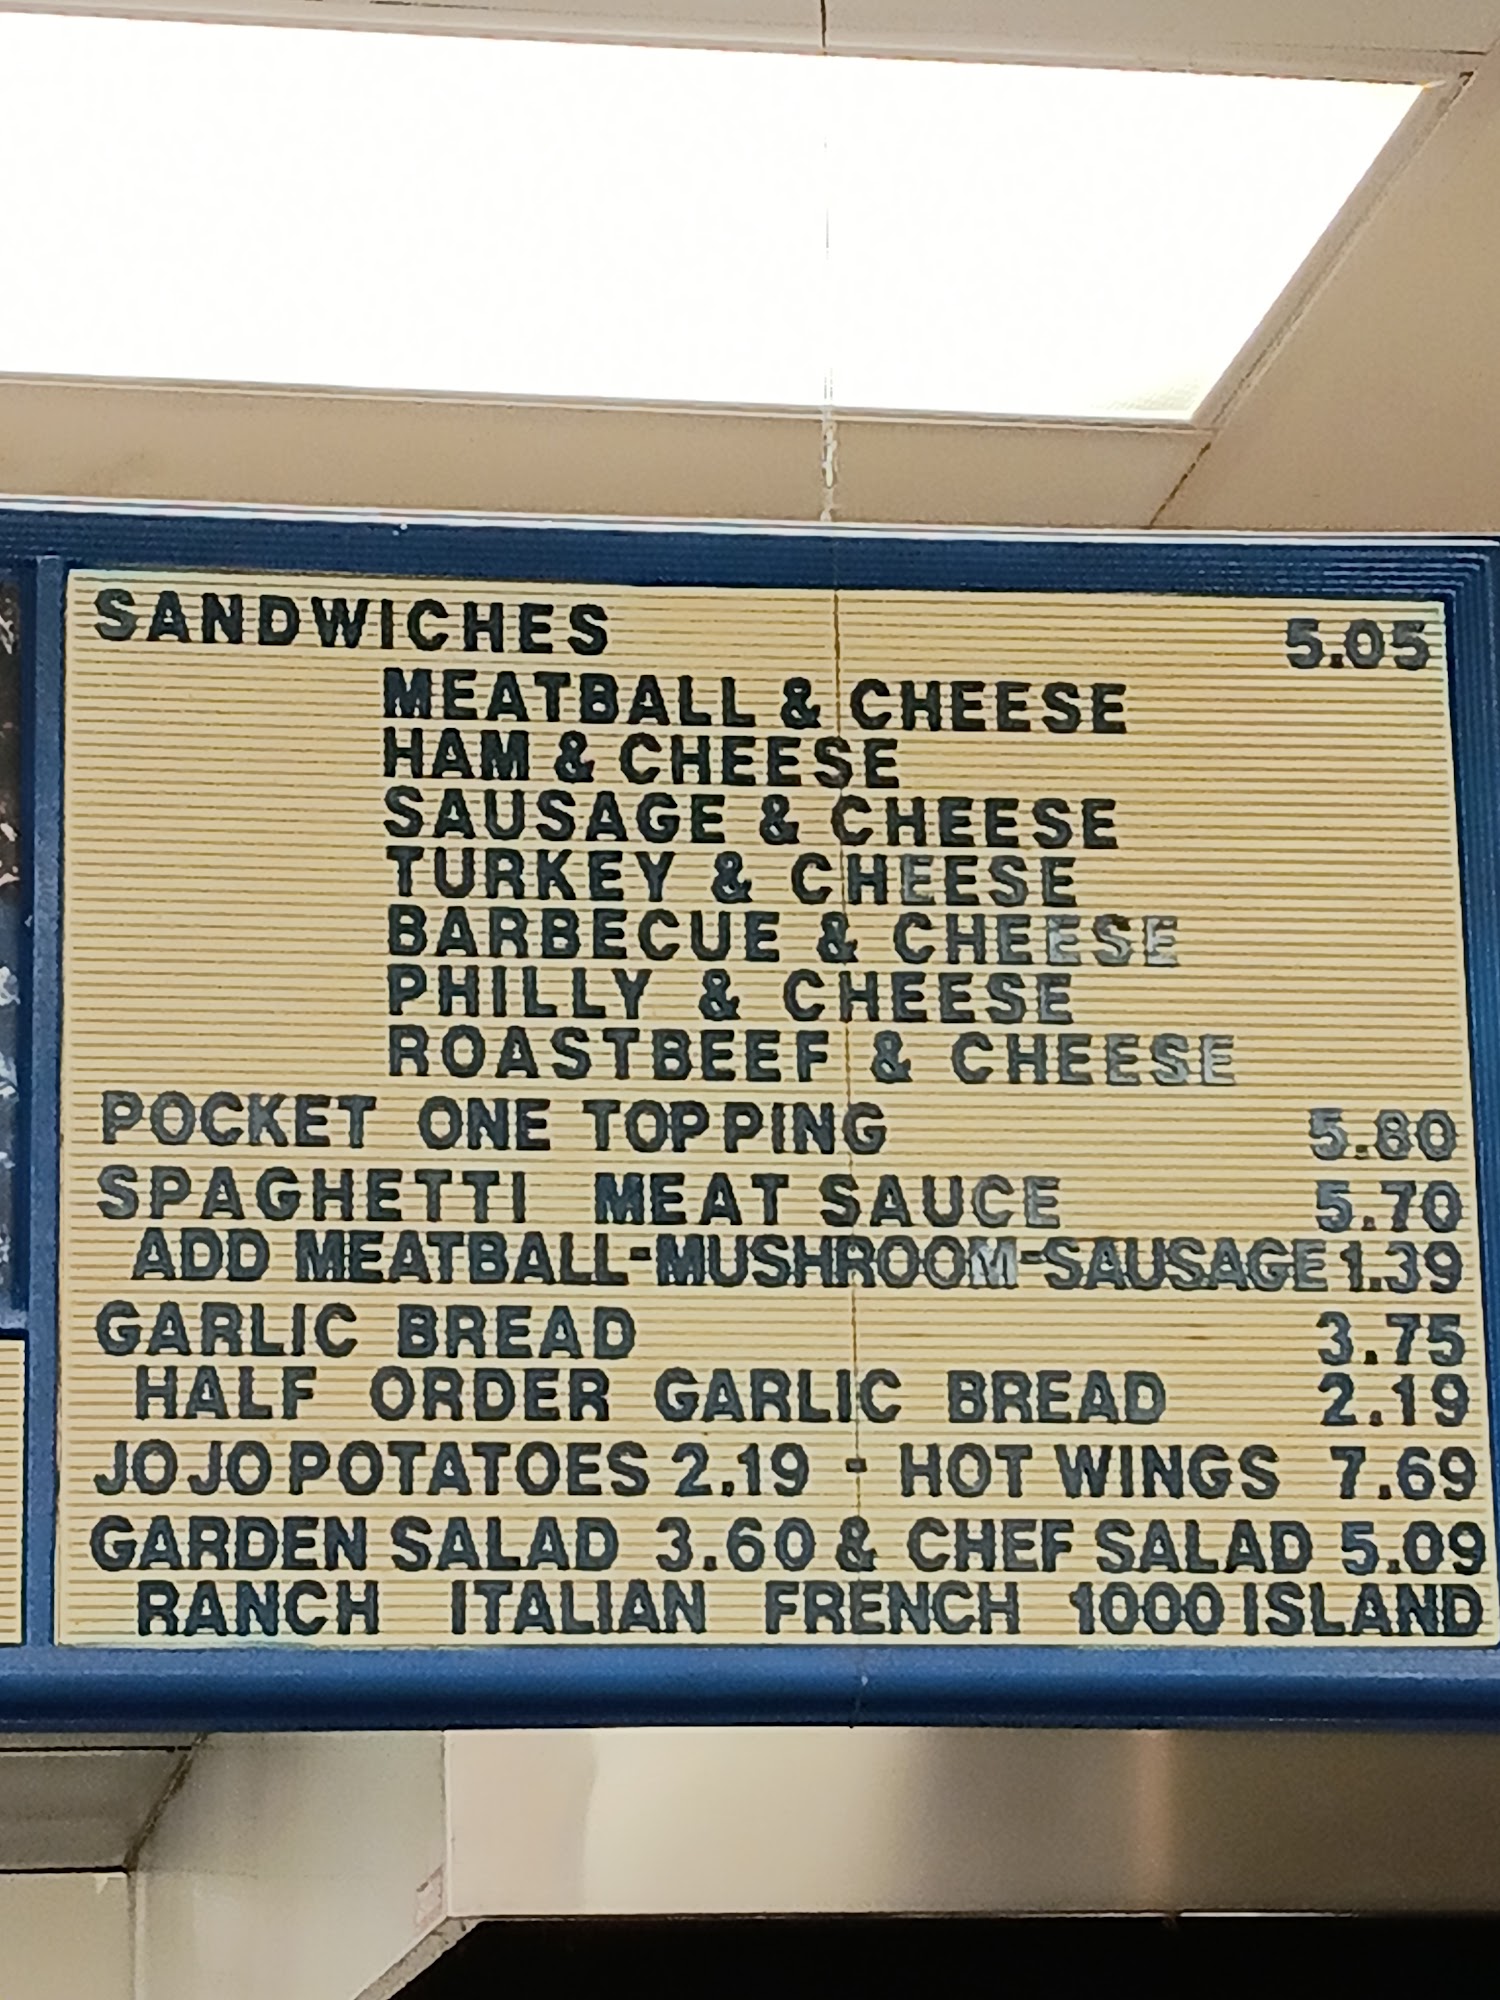 SANDWICHES 5.05
MEATBALL & CHEESE
HAM & CHEESE
SAUSAGE & CHEESE
TURKEY & CHEESE
BARBECUE & CHEESE
PHILLY & CHEESE
ROASTBEEF & CHEESE
POCKET ONE TOPPING 5.80
SPAGHETTI MEAT SAUCE 5.70
ADD MEATBALL-MUSHROOM-SAUSAGE 1.39
GARLIC BREAD 3.75
HALF ORDER GARLIC BREAD 2.19
JOJO POTATOES 2.19 - HOT WINGS 7.69
GARDEN SALAD 3.60 & CHEF SALAD 5.09
RANCH ITALIAN FRENCH 1000 ISLAND